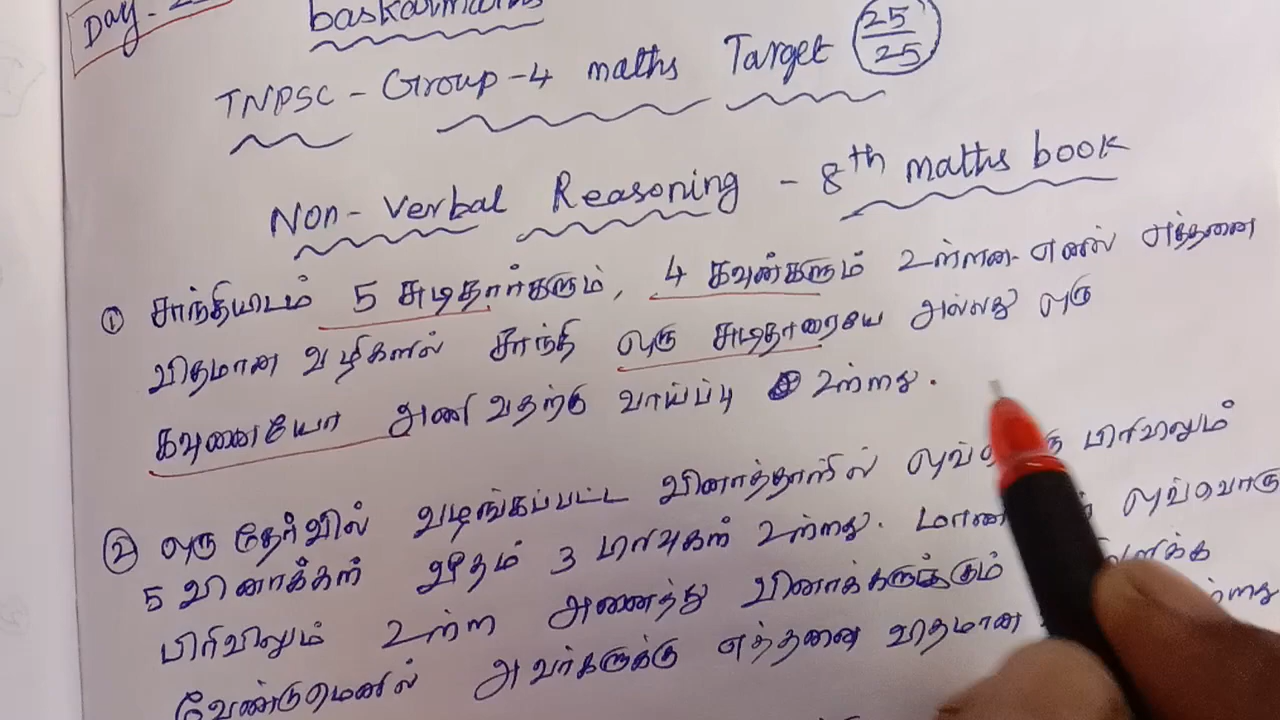 Day.
baskarmaths
TNPSC - Group-4 maths Target 25/25
Non-Verbal Reasoning - 8th maths book
① சாந்தியிடம் 5 சுடிதார்களும், 4 கவுன்களும் உள்ளன. எனில் எத்தனை
விதமான வழிகளில் சாந்தி ஒரு சுடிதாரையே அல்லது ஒரு
கவுனையோ அணிவதற்கு வாய்ப்பு உள்ளது.
② ஒரு தேர்வில் வழங்கப்பட்ட வினாத்தாளில் பிரிவிலும்
5 வினாக்கள் வீதம் 3 பிரிவுகள் உள்ளது. ஒவ்வொரு
பிரிவிலும் உள்ள அனைத்து வினாக்களுக்கும்
வேண்டுமெனில் அவர்களுக்கு எத்தனை விதமான